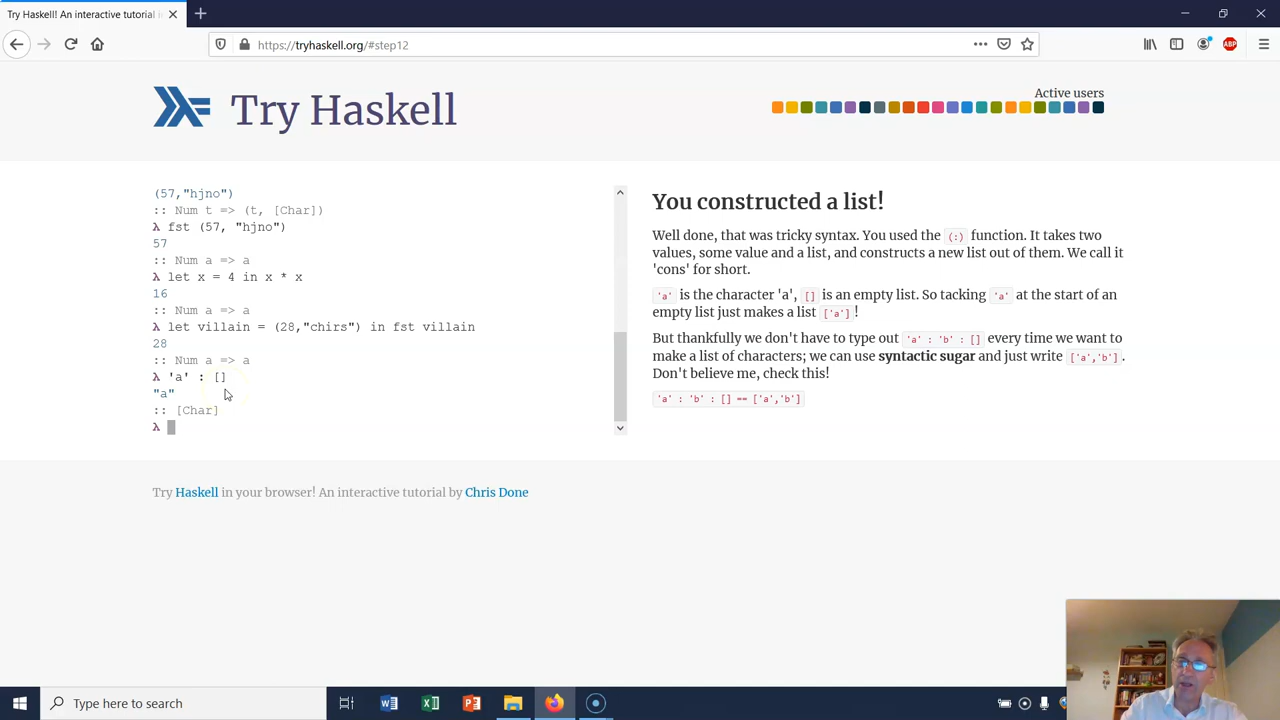 Try Haskell! An interactive tutorial i
https://tryhaskell.org/#step12
ABP
Try Haskell
Active users
(57,"hjno")
:: Num t => (t, [Char])
λ fst (57, "hjno")
57
:: Num a => a
λ let x = 4 in x * x
16
:: Num a => a
λ let villain = (28,"chirs") in fst villain
28
:: Num a => a
λ 'a' : []
"a"
:: [Char]
λ
You constructed a list!
Well done, that was tricky syntax. You used the (:) function. It takes two
values, some value and a list, and constructs a new list out of them. We call it
'cons' for short.
'a' is the character 'a', [] is an empty list. So tacking 'a' at the start of an
empty list just makes a list ['a'] !
But thankfully we don't have to type out 'a' : 'b' : [] every time we want to
make a list of characters; we can use syntactic sugar and just write ['a','b'] .
Don't believe me, check this!
'a' : 'b' : [] == ['a','b']
Try Haskell in your browser! An interactive tutorial by Chris Done
Type here to search